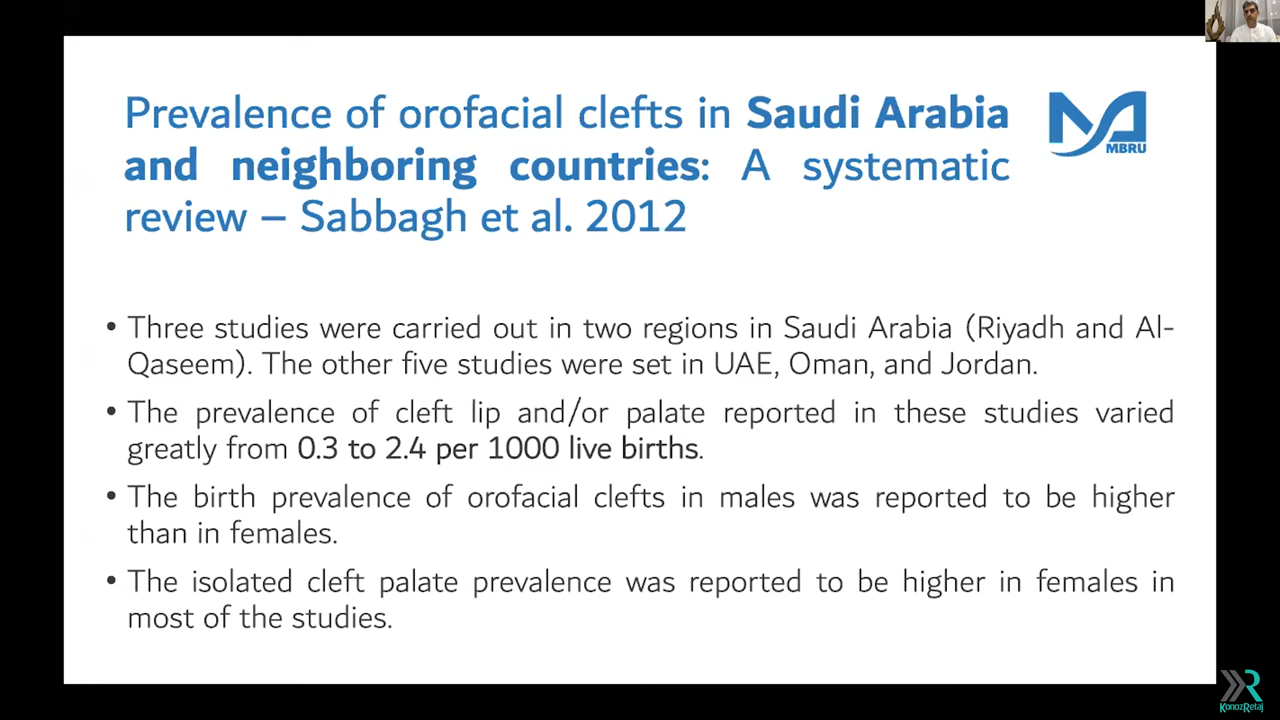 Prevalence of orofacial clefts in Saudi Arabia
and neighboring countries: A systematic
review – Sabbagh et al. 2012
MBRU
• Three studies were carried out in two regions in Saudi Arabia (Riyadh and Al-
Qaseem). The other five studies were set in UAE, Oman, and Jordan.
• The prevalence of cleft lip and/or palate reported in these studies varied
greatly from 0.3 to 2.4 per 1000 live births.
• The birth prevalence of orofacial clefts in males was reported to be higher
than in females.
• The isolated cleft palate prevalence was reported to be higher in females in
most of the studies.
KonozRetaj